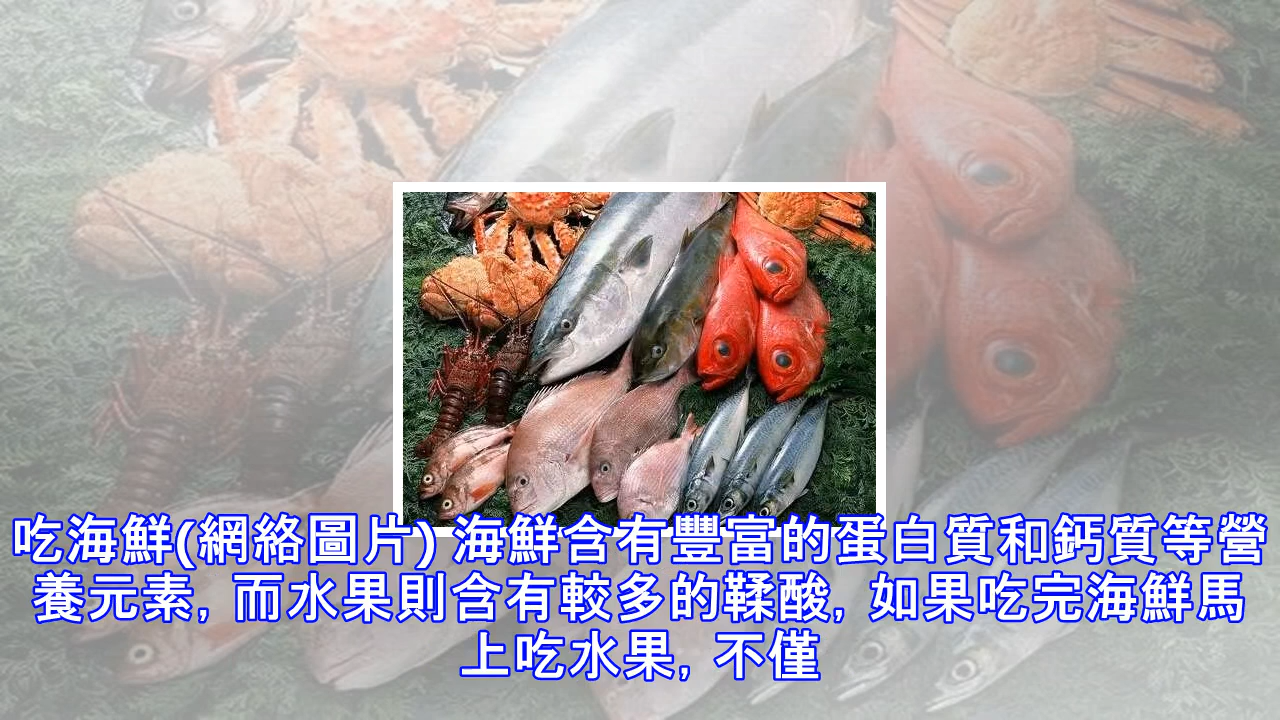 吃海鮮(網絡圖片) 海鮮含有豐富的蛋白質和鈣質等營
養元素, 而水果則含有較多的鞣酸, 如果吃完海鮮馬
上吃水果, 不僅